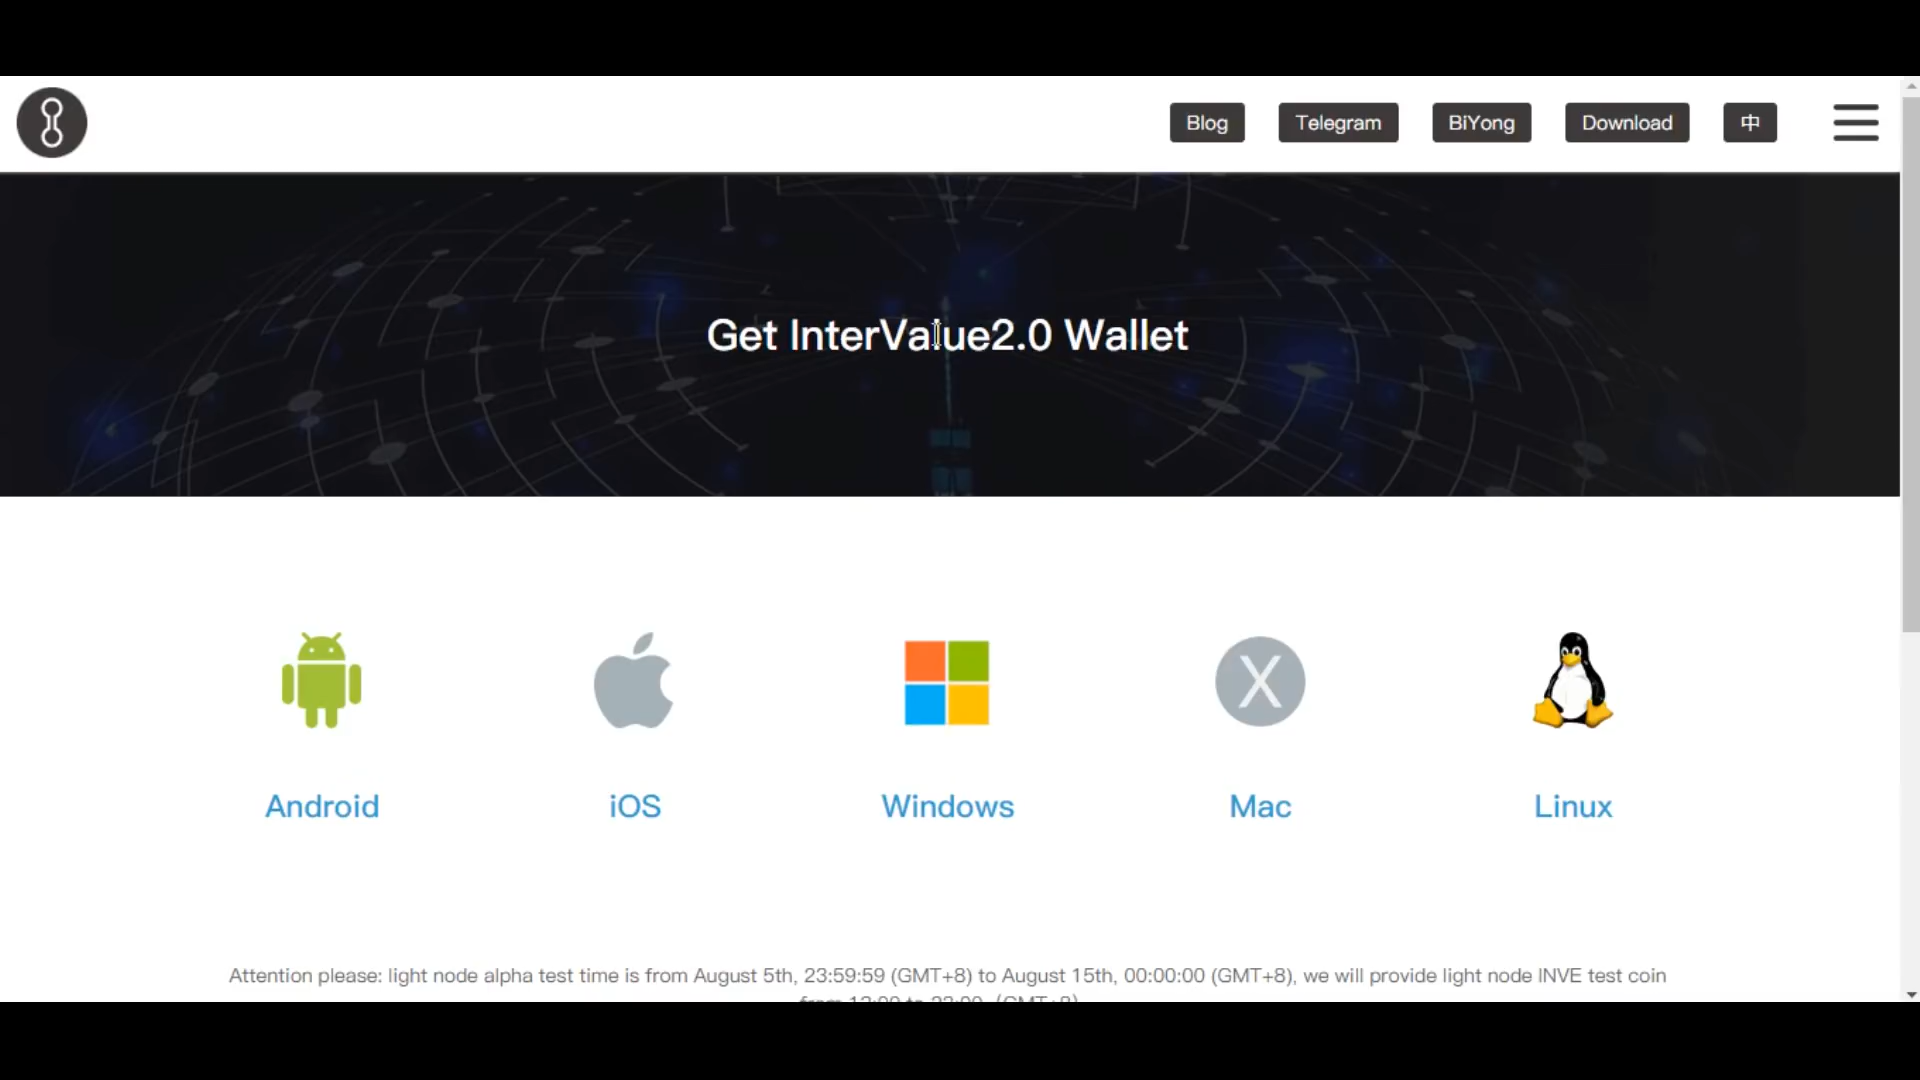 Blog Telegram BiYong Download 中
Get InterValue2.0 Wallet
Android iOS Windows Mac Linux
Attention please: light node alpha test time is from August 5th, 23:59:59 (GMT+8) to August 15th, 00:00:00 (GMT+8), we will provide light node INVE test coin